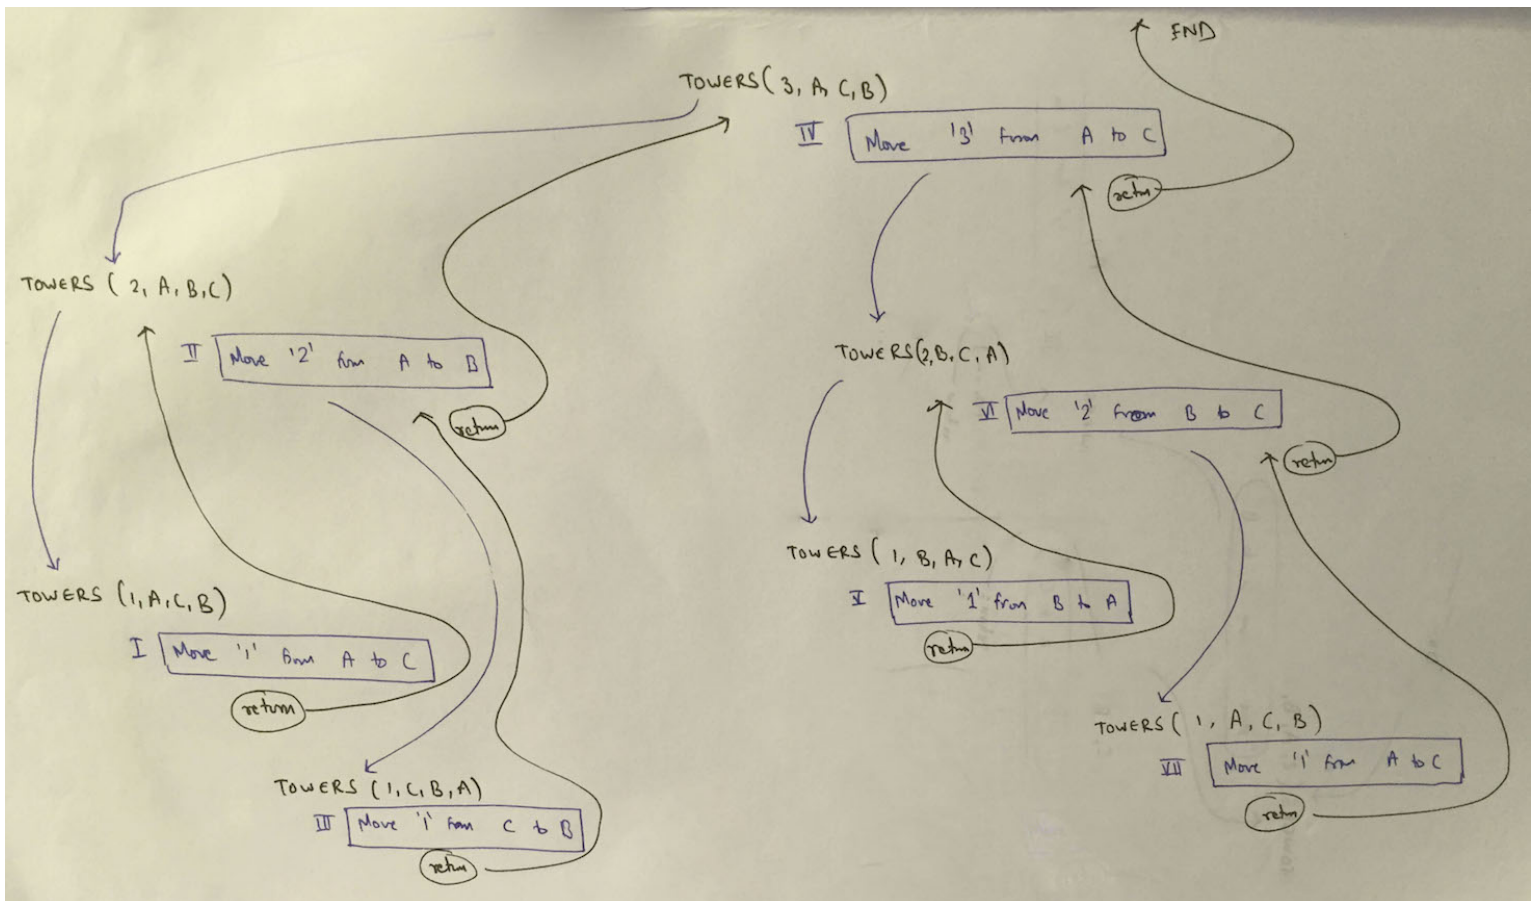 END
TOWERS(3, A, C, B)
IV Move '3' from A to C
return
TOWERS (2, A, B, C)
II Move '2' from A to B
return
TOWERS(2, B, C, A)
VI Move '2' from B to C
return
TOWERS (1, A, C, B)
I Move '1' from A to C
return
TOWERS (1, B, A, C)
V Move '1' from B to A
return
TOWERS (1, C, B, A)
III Move '1' from C to B
return
TOWERS (1, A, C, B)
VII Move '1' from A to C
return